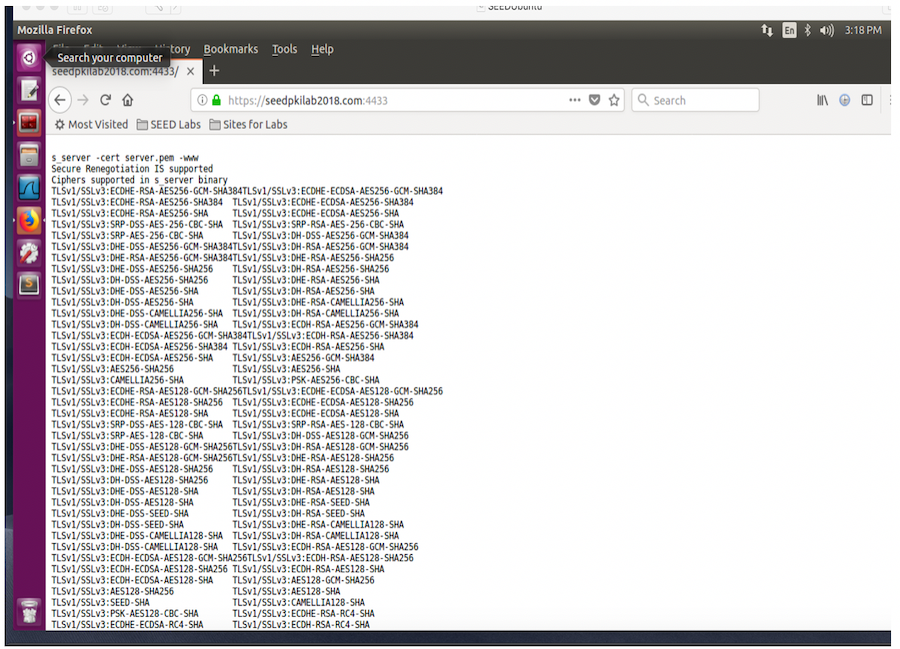 SEEDUbuntu
Mozilla Firefox En 3:18 PM
File Edit View History Bookmarks Tools Help
Search your computer
seedpkilab2018.com:4433/ × +
https://seedpkilab2018.com:4433 Search
Most Visited SEED Labs Sites for Labs
s_server -cert server.pem -www
Secure Renegotiation IS supported
Ciphers supported in s_server binary
TLSv1/SSLv3:ECDHE-RSA-AES256-GCM-SHA384TLSv1/SSLv3:ECDHE-ECDSA-AES256-GCM-SHA384
TLSv1/SSLv3:ECDHE-RSA-AES256-SHA384 TLSv1/SSLv3:ECDHE-ECDSA-AES256-SHA384
TLSv1/SSLv3:ECDHE-RSA-AES256-SHA TLSv1/SSLv3:ECDHE-ECDSA-AES256-SHA
TLSv1/SSLv3:SRP-DSS-AES-256-CBC-SHA TLSv1/SSLv3:SRP-RSA-AES-256-CBC-SHA
TLSv1/SSLv3:SRP-AES-256-CBC-SHA TLSv1/SSLv3:DH-DSS-AES256-GCM-SHA384
TLSv1/SSLv3:DHE-DSS-AES256-GCM-SHA384TLSv1/SSLv3:DH-RSA-AES256-GCM-SHA384
TLSv1/SSLv3:DHE-RSA-AES256-GCM-SHA384TLSv1/SSLv3:DHE-RSA-AES256-SHA256
TLSv1/SSLv3:DHE-DSS-AES256-SHA256 TLSv1/SSLv3:DH-RSA-AES256-SHA256
TLSv1/SSLv3:DH-DSS-AES256-SHA256 TLSv1/SSLv3:DHE-RSA-AES256-SHA
TLSv1/SSLv3:DHE-DSS-AES256-SHA TLSv1/SSLv3:DH-RSA-AES256-SHA
TLSv1/SSLv3:DH-DSS-AES256-SHA TLSv1/SSLv3:DHE-RSA-CAMELLIA256-SHA
TLSv1/SSLv3:DHE-DSS-CAMELLIA256-SHA TLSv1/SSLv3:DH-RSA-CAMELLIA256-SHA
TLSv1/SSLv3:DH-DSS-CAMELLIA256-SHA TLSv1/SSLv3:ECDH-RSA-AES256-GCM-SHA384
TLSv1/SSLv3:ECDH-ECDSA-AES256-GCM-SHA384TLSv1/SSLv3:ECDH-RSA-AES256-SHA384
TLSv1/SSLv3:ECDH-ECDSA-AES256-SHA384 TLSv1/SSLv3:ECDH-RSA-AES256-SHA
TLSv1/SSLv3:ECDH-ECDSA-AES256-SHA TLSv1/SSLv3:AES256-GCM-SHA384
TLSv1/SSLv3:AES256-SHA256 TLSv1/SSLv3:AES256-SHA
TLSv1/SSLv3:CAMELLIA256-SHA TLSv1/SSLv3:PSK-AES256-CBC-SHA
TLSv1/SSLv3:ECDHE-RSA-AES128-GCM-SHA256TLSv1/SSLv3:ECDHE-ECDSA-AES128-GCM-SHA256
TLSv1/SSLv3:ECDHE-RSA-AES128-SHA256 TLSv1/SSLv3:ECDHE-ECDSA-AES128-SHA256
TLSv1/SSLv3:ECDHE-RSA-AES128-SHA TLSv1/SSLv3:ECDHE-ECDSA-AES128-SHA
TLSv1/SSLv3:SRP-DSS-AES-128-CBC-SHA TLSv1/SSLv3:SRP-RSA-AES-128-CBC-SHA
TLSv1/SSLv3:SRP-AES-128-CBC-SHA TLSv1/SSLv3:DH-DSS-AES128-GCM-SHA256
TLSv1/SSLv3:DHE-DSS-AES128-GCM-SHA256TLSv1/SSLv3:DH-RSA-AES128-GCM-SHA256
TLSv1/SSLv3:DHE-RSA-AES128-GCM-SHA256TLSv1/SSLv3:DHE-RSA-AES128-SHA256
TLSv1/SSLv3:DHE-DSS-AES128-SHA256 TLSv1/SSLv3:DH-RSA-AES128-SHA256
TLSv1/SSLv3:DH-DSS-AES128-SHA256 TLSv1/SSLv3:DHE-RSA-AES128-SHA
TLSv1/SSLv3:DHE-DSS-AES128-SHA TLSv1/SSLv3:DH-RSA-AES128-SHA
TLSv1/SSLv3:DH-DSS-AES128-SHA TLSv1/SSLv3:DHE-RSA-SEED-SHA
TLSv1/SSLv3:DHE-DSS-SEED-SHA TLSv1/SSLv3:DH-RSA-SEED-SHA
TLSv1/SSLv3:DH-DSS-SEED-SHA TLSv1/SSLv3:DHE-RSA-CAMELLIA128-SHA
TLSv1/SSLv3:DHE-DSS-CAMELLIA128-SHA TLSv1/SSLv3:DH-RSA-CAMELLIA128-SHA
TLSv1/SSLv3:DH-DSS-CAMELLIA128-SHA TLSv1/SSLv3:ECDH-RSA-AES128-GCM-SHA256
TLSv1/SSLv3:ECDH-ECDSA-AES128-GCM-SHA256TLSv1/SSLv3:ECDH-RSA-AES128-SHA256
TLSv1/SSLv3:ECDH-ECDSA-AES128-SHA256 TLSv1/SSLv3:ECDH-RSA-AES128-SHA
TLSv1/SSLv3:ECDH-ECDSA-AES128-SHA TLSv1/SSLv3:AES128-GCM-SHA256
TLSv1/SSLv3:AES128-SHA256 TLSv1/SSLv3:AES128-SHA
TLSv1/SSLv3:SEED-SHA TLSv1/SSLv3:CAMELLIA128-SHA
TLSv1/SSLv3:PSK-AES128-CBC-SHA TLSv1/SSLv3:ECDHE-RSA-RC4-SHA
TLSv1/SSLv3:ECDHE-ECDSA-RC4-SHA TLSv1/SSLv3:ECDH-RSA-RC4-SHA